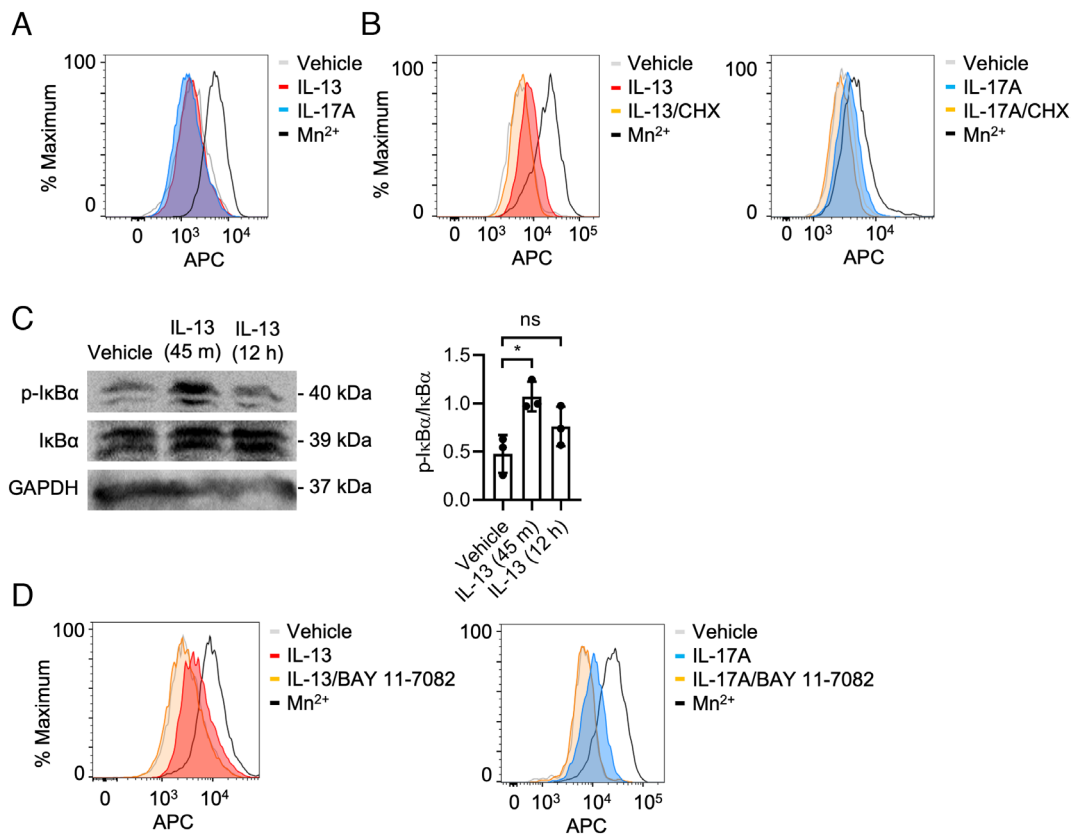 A
100
% Maximum
0
0 10³ 10⁴
APC
Vehicle
IL-13
IL-17A
Mn²⁺
B
100
% Maximum
0
0 10³ 10⁴ 10⁵
APC
Vehicle
IL-13
IL-13/CHX
Mn²⁺
100
0
0 10³ 10⁴
APC
Vehicle
IL-17A
IL-17A/CHX
Mn²⁺
C
Vehicle
IL-13
(45 m)
IL-13
(12 h)
p-IκBα
- 40 kDa
IκBα
- 39 kDa
GAPDH
- 37 kDa
ns
*
1.5
1.0
0.5
0.0
p-IκBα/IκBα
Vehicle
IL-13 (45 m)
IL-13 (12 h)
D
100
% Maximum
0
0 10³ 10⁴
APC
Vehicle
IL-13
IL-13/BAY 11-7082
Mn²⁺
100
0
0 10³ 10⁴ 10⁵
APC
Vehicle
IL-17A
IL-17A/BAY 11-7082
Mn²⁺